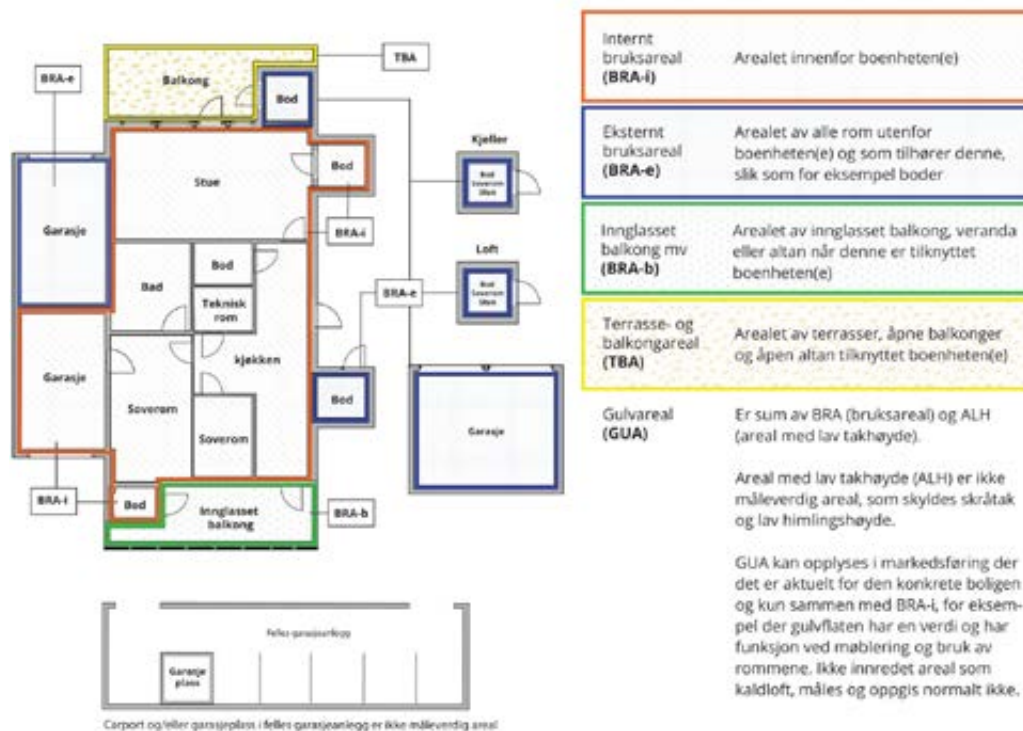 TBA
BRA-e
Balkong
Bod
Kjeller
Bod
Soverom
Stue
Bod
Garasje
BRA-i
Loft
Bad
Bod
Bod
Soverom
BRA-e
Teknisk
rom
kjøkken
Garasje
Soverom
Bod
Soverom
Garasje
BRA-i
Bod
Innglasset
balkong
BRA-b
Felles garasjeanlegg
Garasje
plass
Carport og/eller garasjeplass i felles garasjeanlegg er ikke måleverdig areal
Internt
bruksareal
(BRA-i)
Arealet innenfor boenheten(e)
Eksternt
bruksareal
(BRA-e)
Arealet av alle rom utenfor
boenheten(e) og som tilhører denne,
slik som for eksempel boder
Innglasset
balkong mv
(BRA-b)
Arealet av innglasset balkong, veranda
eller altan når denne er tilknyttet
boenheten(e)
Terrasse- og
balkongareal
(TBA)
Arealet av terrasser, åpne balkonger
og åpen altan tilknyttet boenheten(e)
Gulvareal
(GUA)
Er sum av BRA (bruksareal) og ALH
(areal med lav takhøyde).
Areal med lav takhøyde (ALH) er ikke
måleverdig areal, som skyldes skråtak
og lav himlingshøyde.
GUA kan opplyses i markedsføring der
det er aktuelt for den konkrete boligen
og kun sammen med BRA-i, for eksem-
pel der gulvflaten har en verdi og har
funksjon ved møblering og bruk av
rommene. Ikke innredet areal som
kaldloft, måles og oppgis normalt ikke.